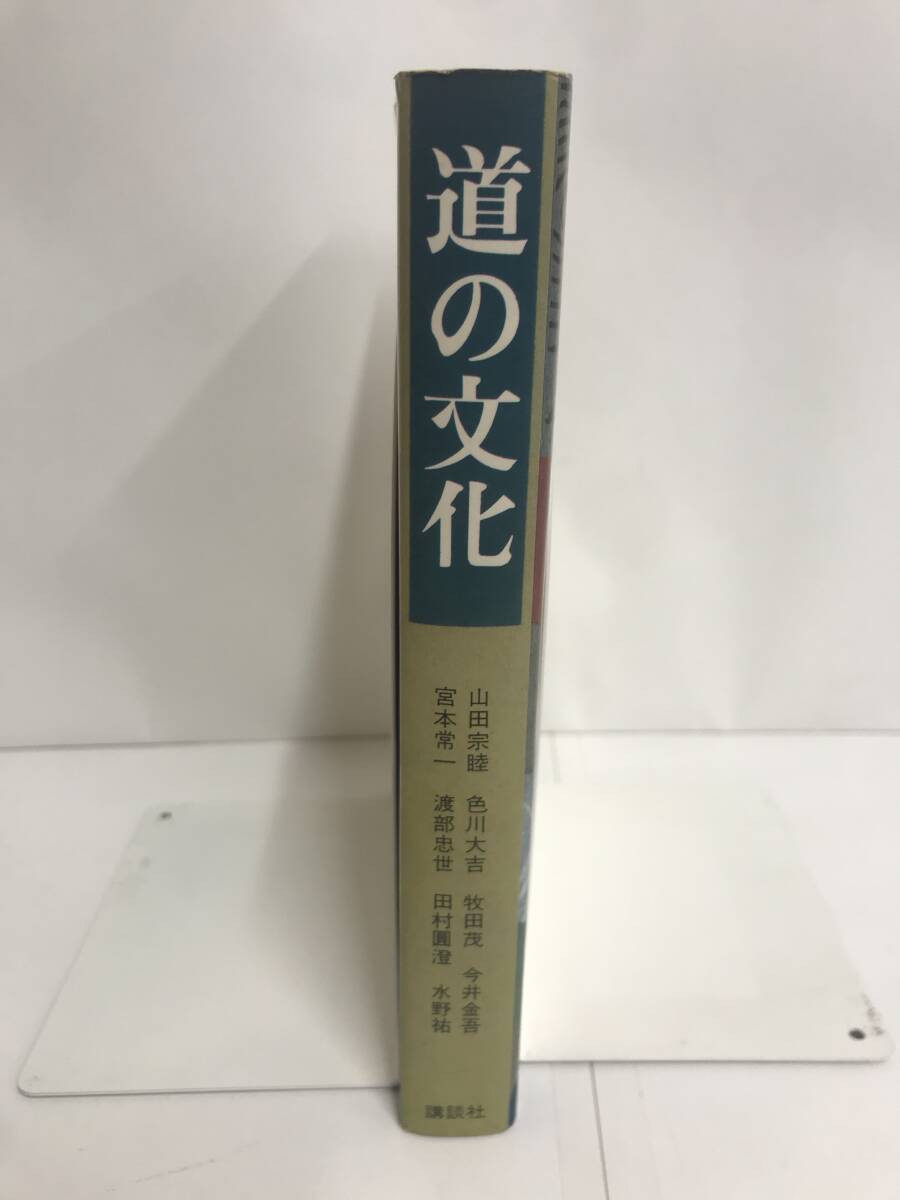 道の文化
山田宗睦 色川大吉 牧田茂 今井金吾
宮本常一 渡部忠世 田村圓澄 水野祐
講談社